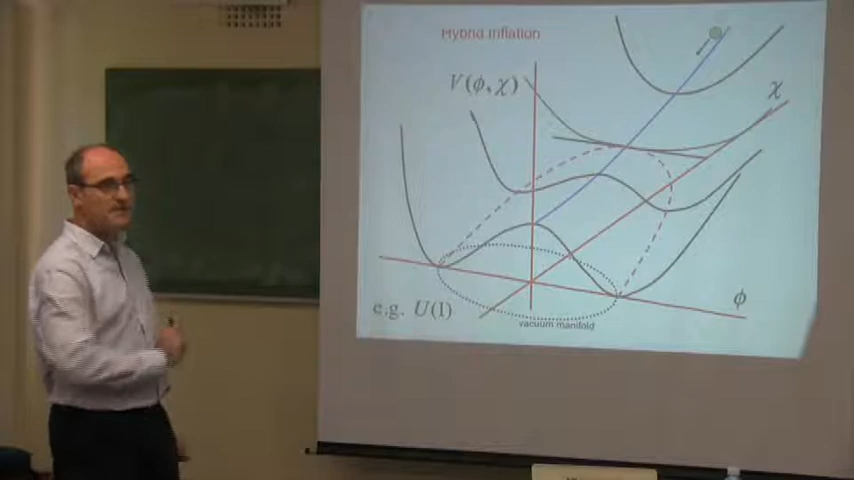 Hybrid Inflation
V(ϕ, χ)
χ
ϕ
e.g. U(1)
vacuum manifold